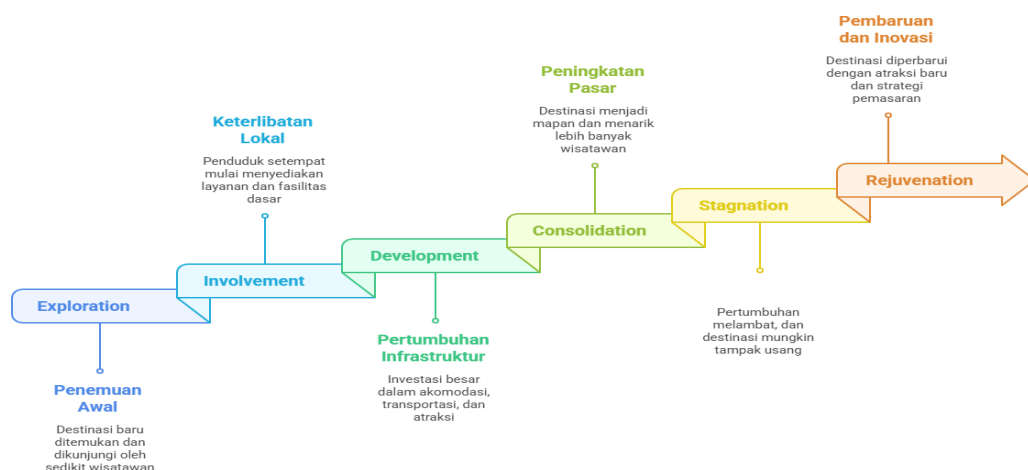 Exploration
Penemuan
Awal
Destinasi baru
ditemukan dan
dikunjungi oleh
sedikit wisatawan
Keterlibatan
Lokal
Penduduk setempat
mulai menyediakan
layanan dan fasilitas
dasar
Involvement
Development
Pertumbuhan
Infrastruktur
Investasi besar
dalam akomodasi,
transportasi, dan
atraksi
Peningkatan
Pasar
Destinasi menjadi
mapan dan menarik
lebih banyak
wisatawan
Consolidation
Stagnation
Pertumbuhan
melambat, dan
destinasi mungkin
tampak usang
Pembaruan
dan Inovasi
Destinasi diperbarui
dengan atraksi baru
dan strategi
pemasaran
Rejuvenation